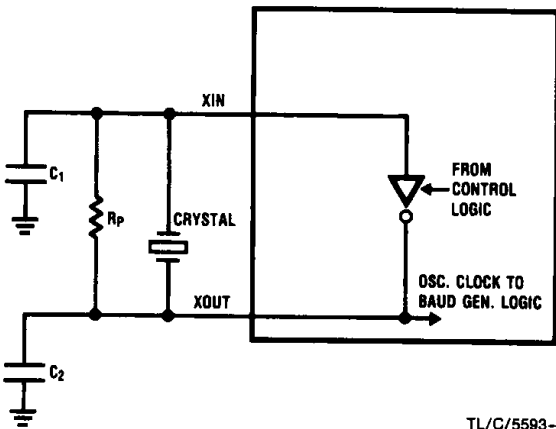 XIN
C1
RP
CRYSTAL
FROM
CONTROL
LOGIC
OSC. CLOCK TO
BAUD GEN. LOGIC
XOUT
C2
TL/C/5593-